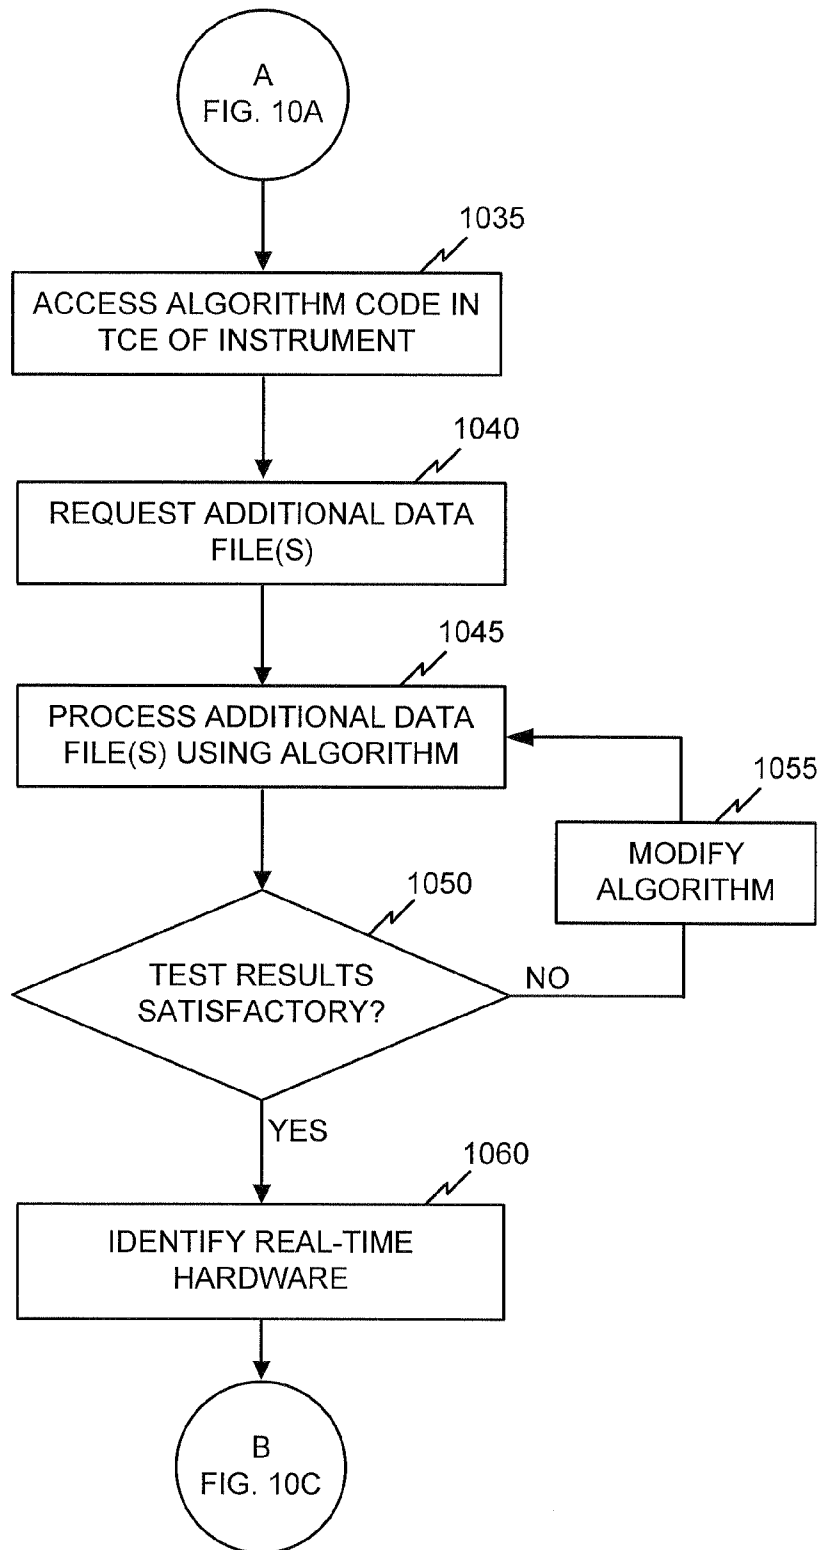 A
FIG. 10A
1035
ACCESS ALGORITHM CODE IN
TCE OF INSTRUMENT
1040
REQUEST ADDITIONAL DATA
FILE(S)
1045
PROCESS ADDITIONAL DATA
FILE(S) USING ALGORITHM
1055
MODIFY
ALGORITHM
1050
TEST RESULTS
SATISFACTORY?
NO
YES
1060
IDENTIFY REAL-TIME
HARDWARE
B
FIG. 10C